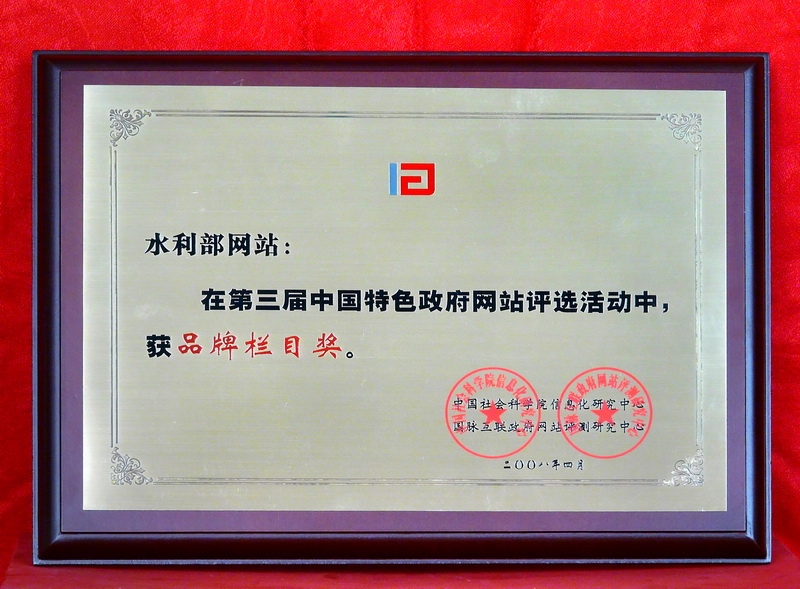 水利部网站：
在第三届中国特色政府网站评选活动中，
获品牌栏目奖。
中国社会科学院信息化研究中心
国脉互联政府网站评测研究中心
二〇〇八年四月